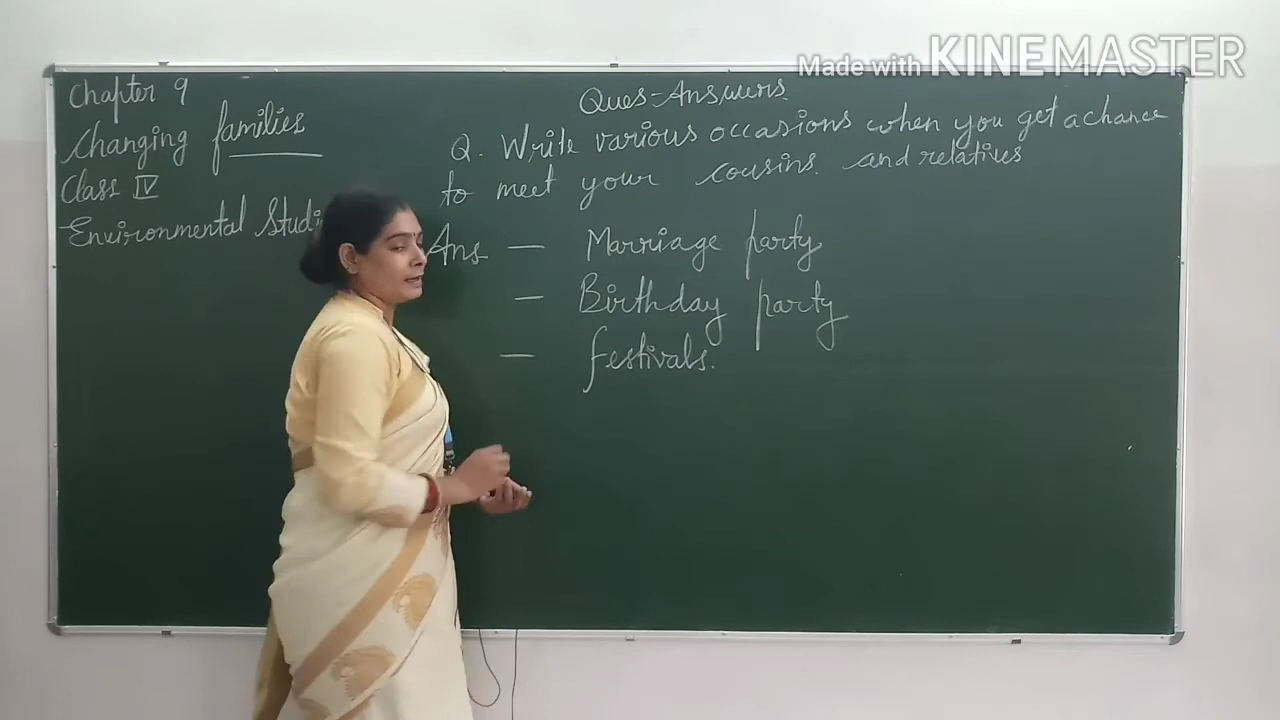 Made with KINEMASTER
Chapter 9
Changing families
Class IV
Environmental Studi
Ques-Answers.
Q. Write various occasions when you get a chance
to meet your cousins. and relatives
Ans — Marriage party
— Birthday party
— festivals.